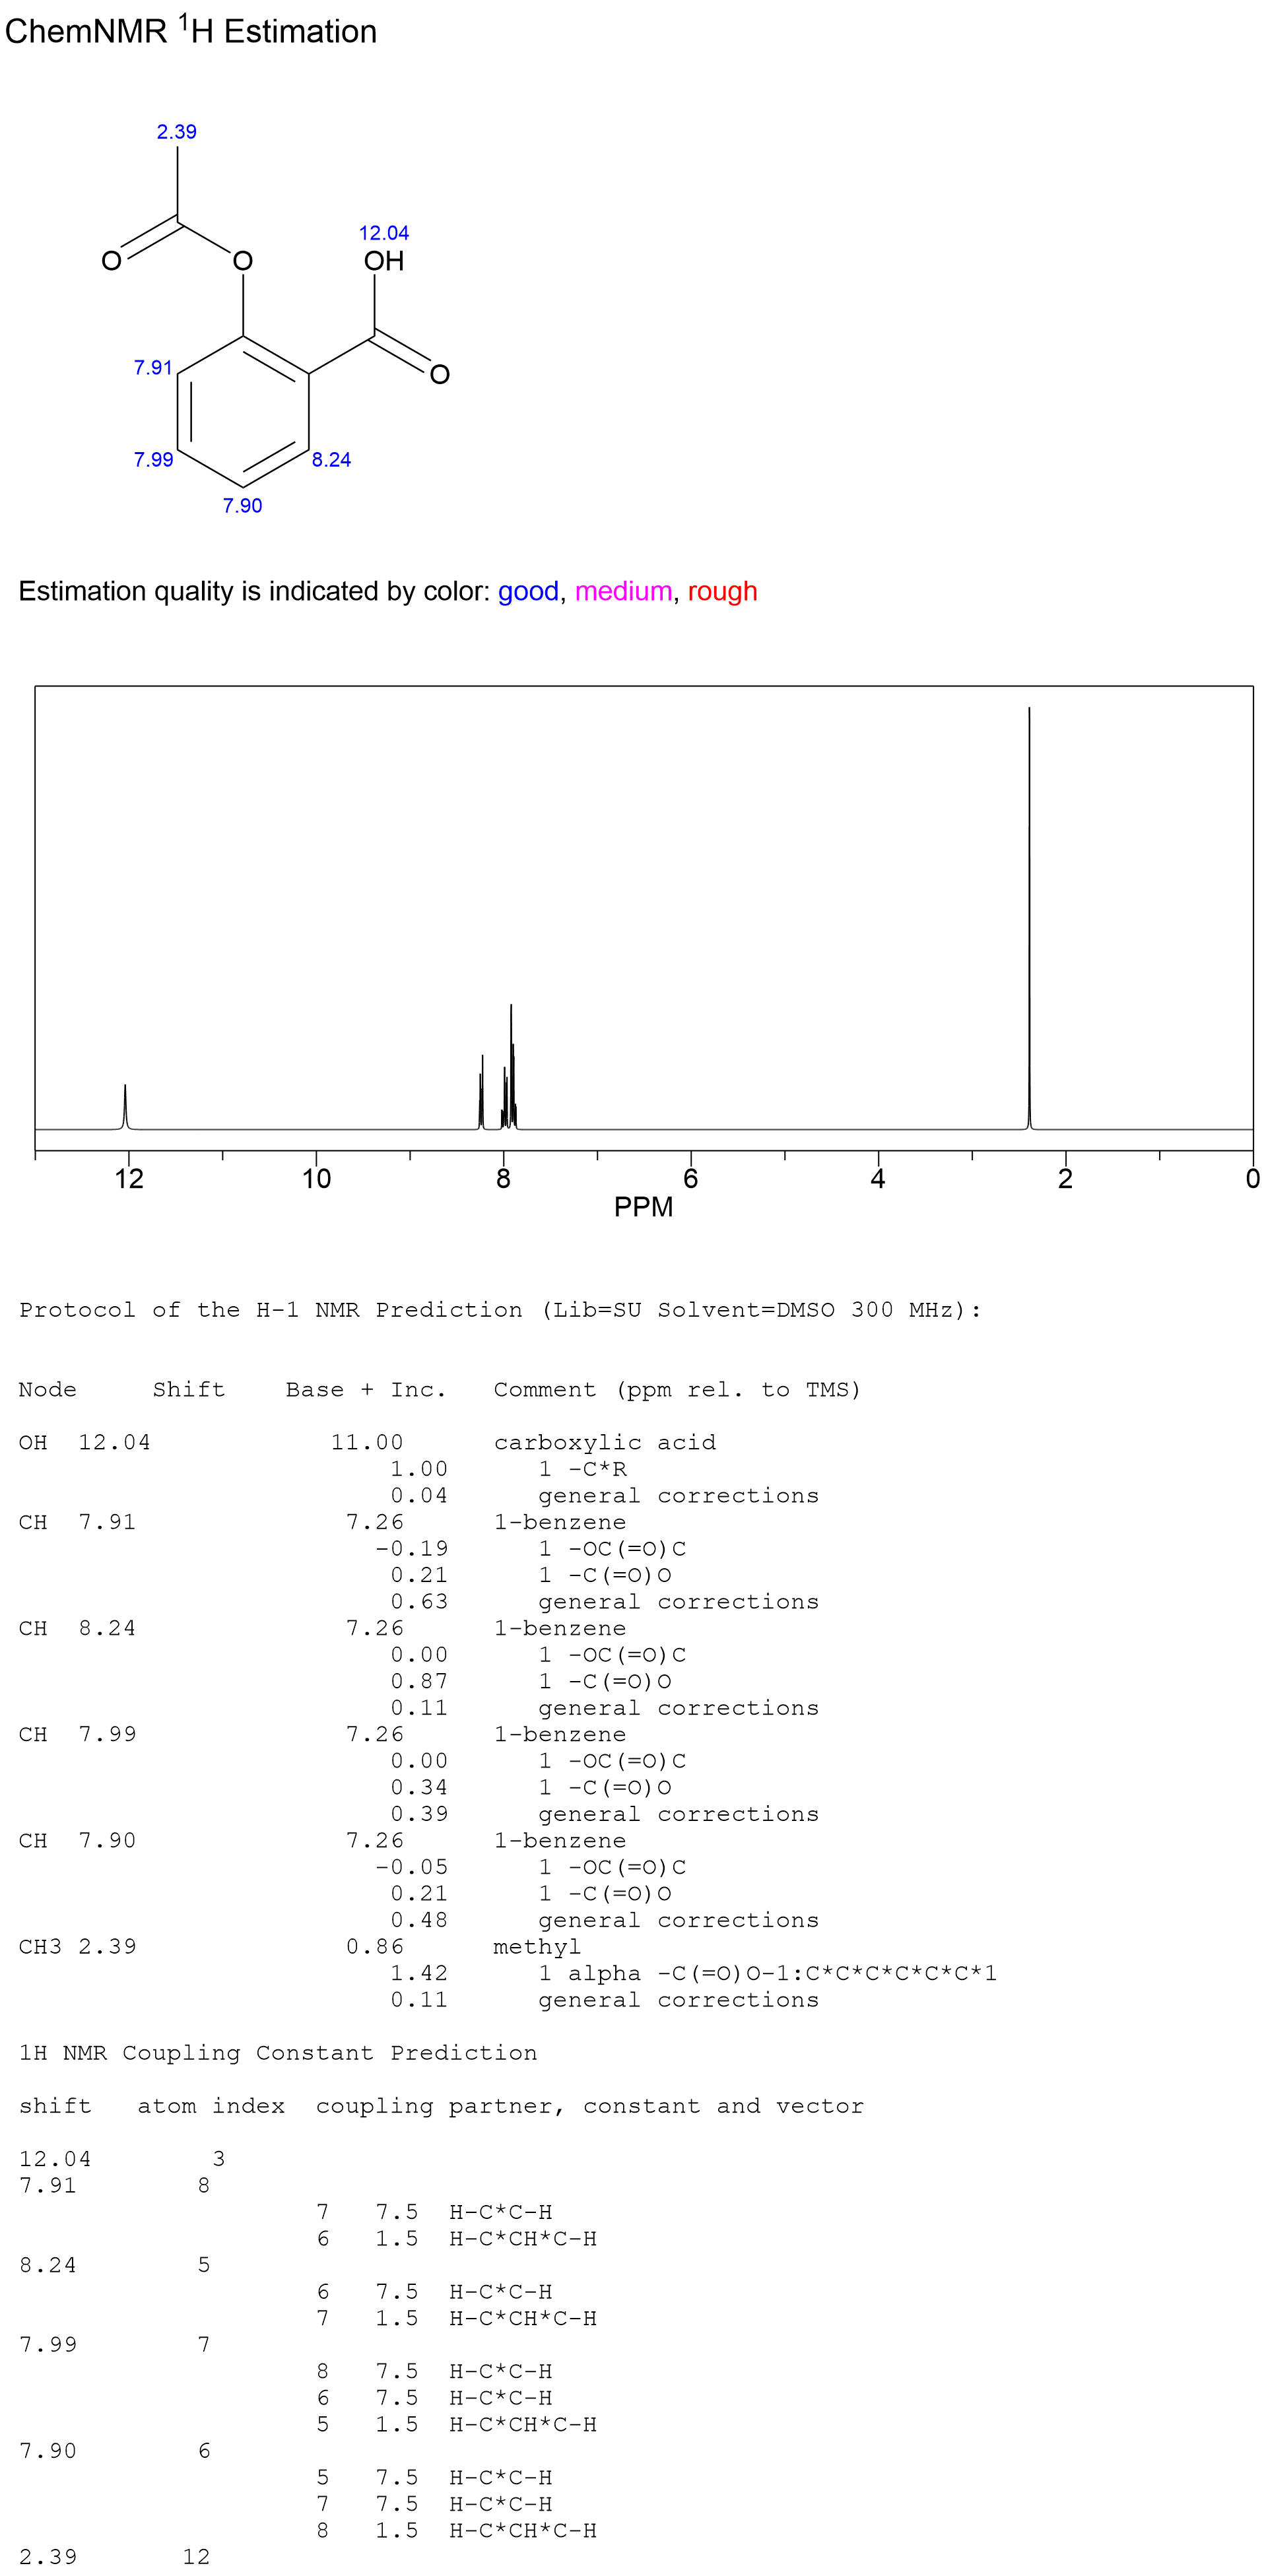 ChemNMR ¹H Estimation
2.39
12.04
O
O
OH
7.91
O
7.99
8.24
7.90
Estimation quality is indicated by color: good, medium, rough
12 10 8 6 4 2 0
PPM
Protocol of the H-1 NMR Prediction (Lib=SU Solvent=DMSO 300 MHz):
Node Shift Base + Inc. Comment (ppm rel. to TMS)
OH 12.04 11.00 carboxylic acid
1.00 1 -C*R
0.04 general corrections
CH 7.91 7.26 1-benzene
-0.19 1 -OC(=O)C
0.21 1 -C(=O)O
0.63 general corrections
CH 8.24 7.26 1-benzene
0.00 1 -OC(=O)C
0.87 1 -C(=O)O
0.11 general corrections
CH 7.99 7.26 1-benzene
0.00 1 -OC(=O)C
0.34 1 -C(=O)O
0.39 general corrections
CH 7.90 7.26 1-benzene
-0.05 1 -OC(=O)C
0.21 1 -C(=O)O
0.48 general corrections
CH3 2.39 0.86 methyl
1.42 1 alpha -C(=O)O-1:C*C*C*C*C*C*1
0.11 general corrections
1H NMR Coupling Constant Prediction
shift atom index coupling partner, constant and vector
12.04 3
7.91 8
7 7.5 H-C*C-H
6 1.5 H-C*CH*C-H
8.24 5
6 7.5 H-C*C-H
7 1.5 H-C*CH*C-H
7.99 7
8 7.5 H-C*C-H
6 7.5 H-C*C-H
5 1.5 H-C*CH*C-H
7.90 6
5 7.5 H-C*C-H
7 7.5 H-C*C-H
8 1.5 H-C*CH*C-H
2.39 12